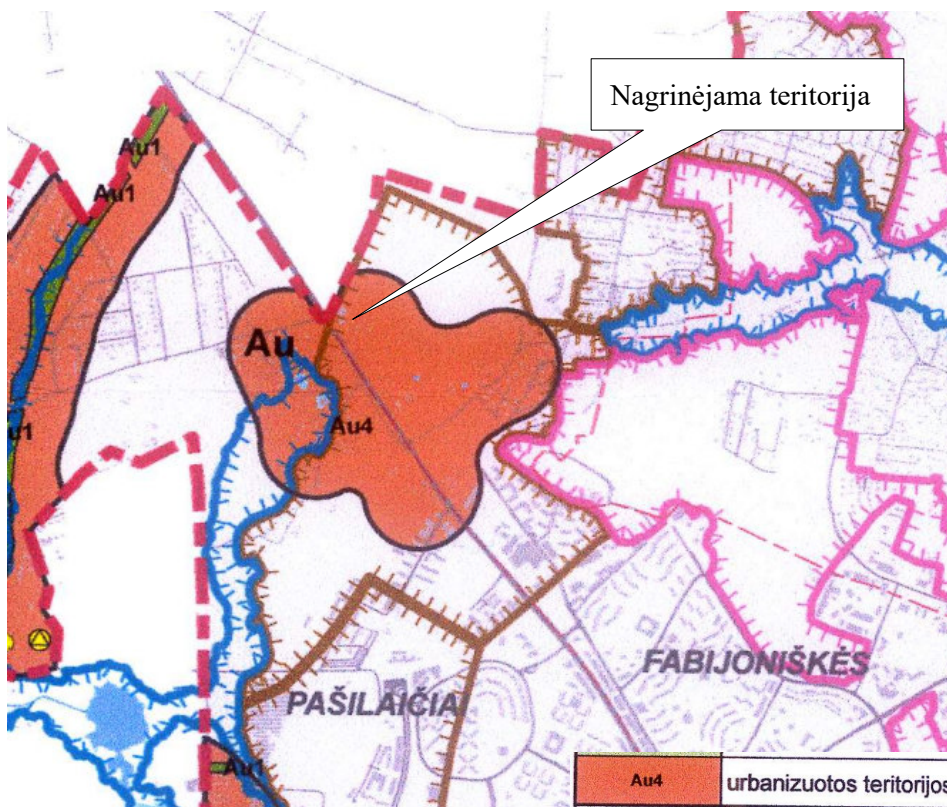 Nagrinėjama teritorija
Au1
Au1
Au
Au4
u1
FABIJONIŠKĖS
PAŠILAIČIAI
Au1
Au4 urbanizuotos teritorijos